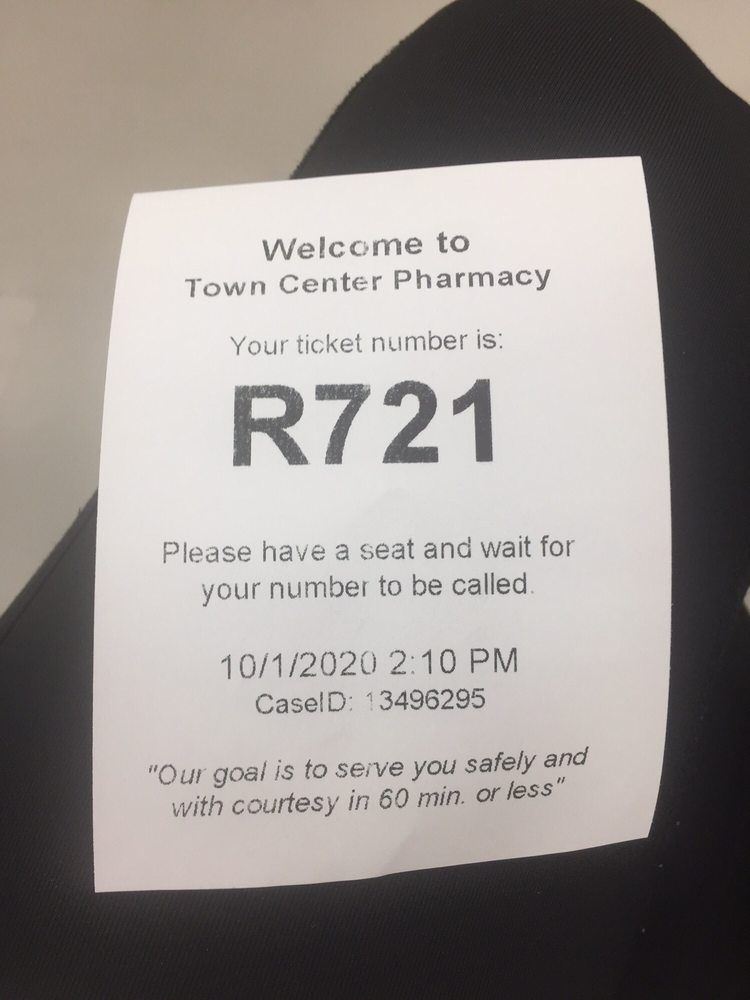 Welcome to
Town Center Pharmacy
Your ticket number is:
R721
Please have a seat and wait for
your number to be called.
10/1/2020 2:10 PM
CaseID: 13496295
"Our goal is to serve you safely and
with courtesy in 60 min. or less"